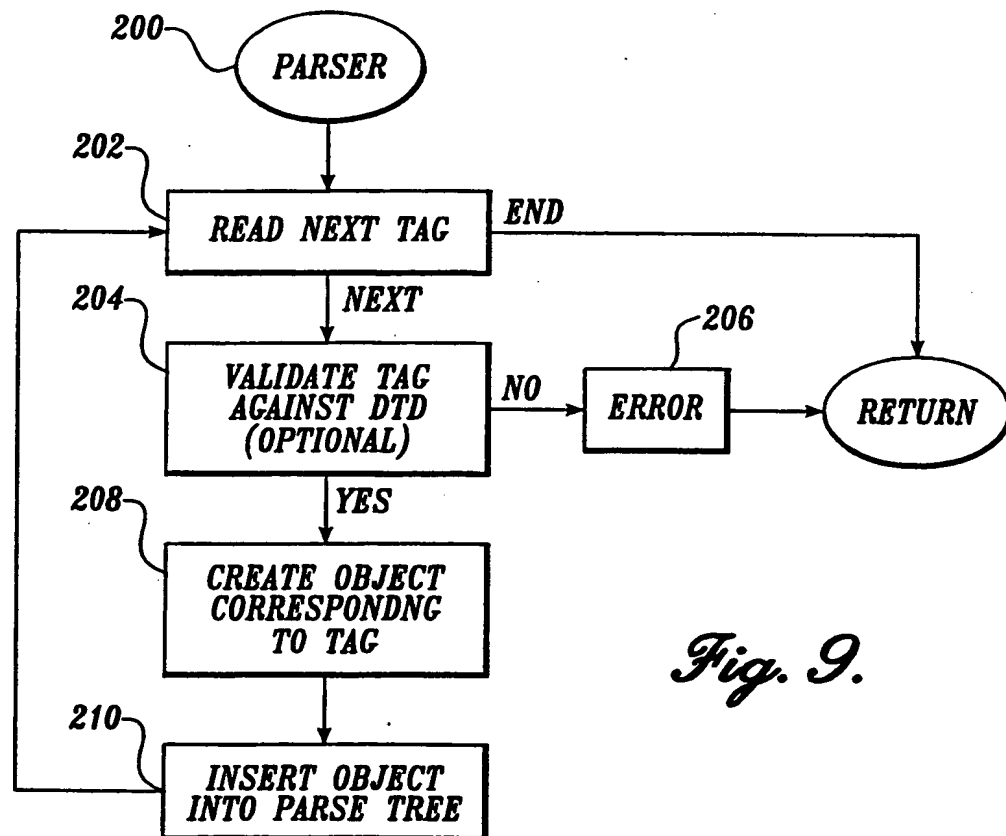 200
PARSER
202
READ NEXT TAG
END
NEXT
204
VALIDATE TAG
AGAINST DTD
(OPTIONAL)
NO
206
ERROR
RETURN
YES
208
CREATE OBJECT
CORRESPONDNG
TO TAG
Fig. 9.
210
INSERT OBJECT
INTO PARSE TREE